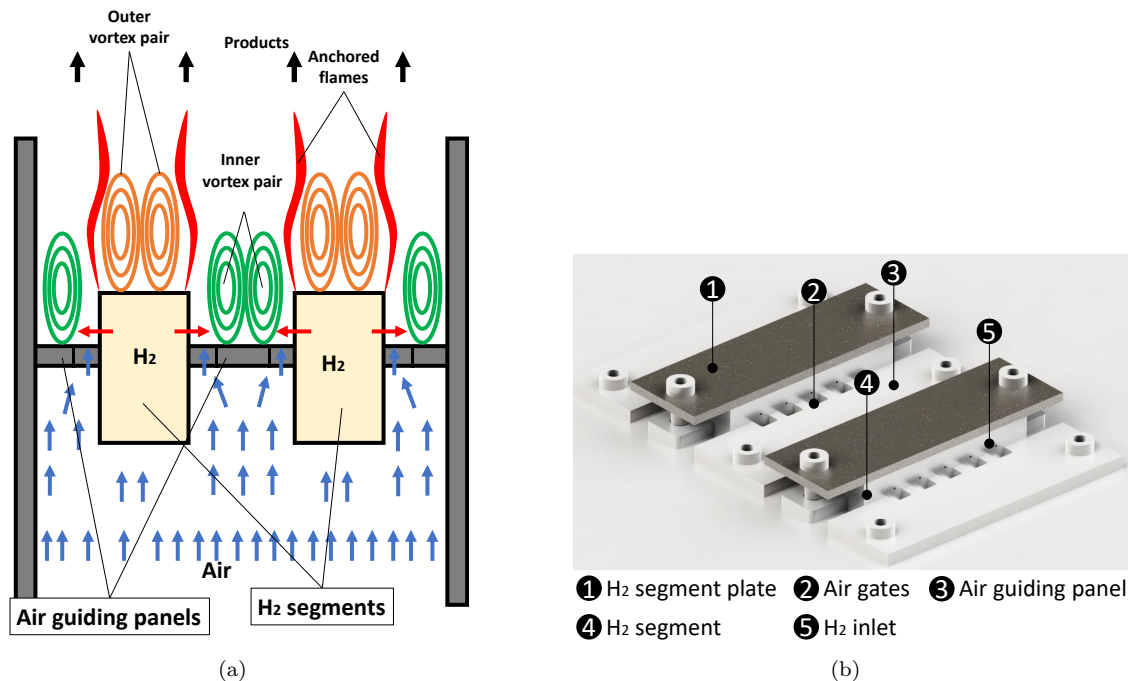 Outer
vortex pair
Products
Anchored
flames
Inner
vortex pair
H2
H2
Air
Air guiding panels
H2 segments
(a)
1
2
3
4
5
1 H2 segment plate
2 Air gates
3 Air guiding panel
4 H2 segment
5 H2 inlet
(b)